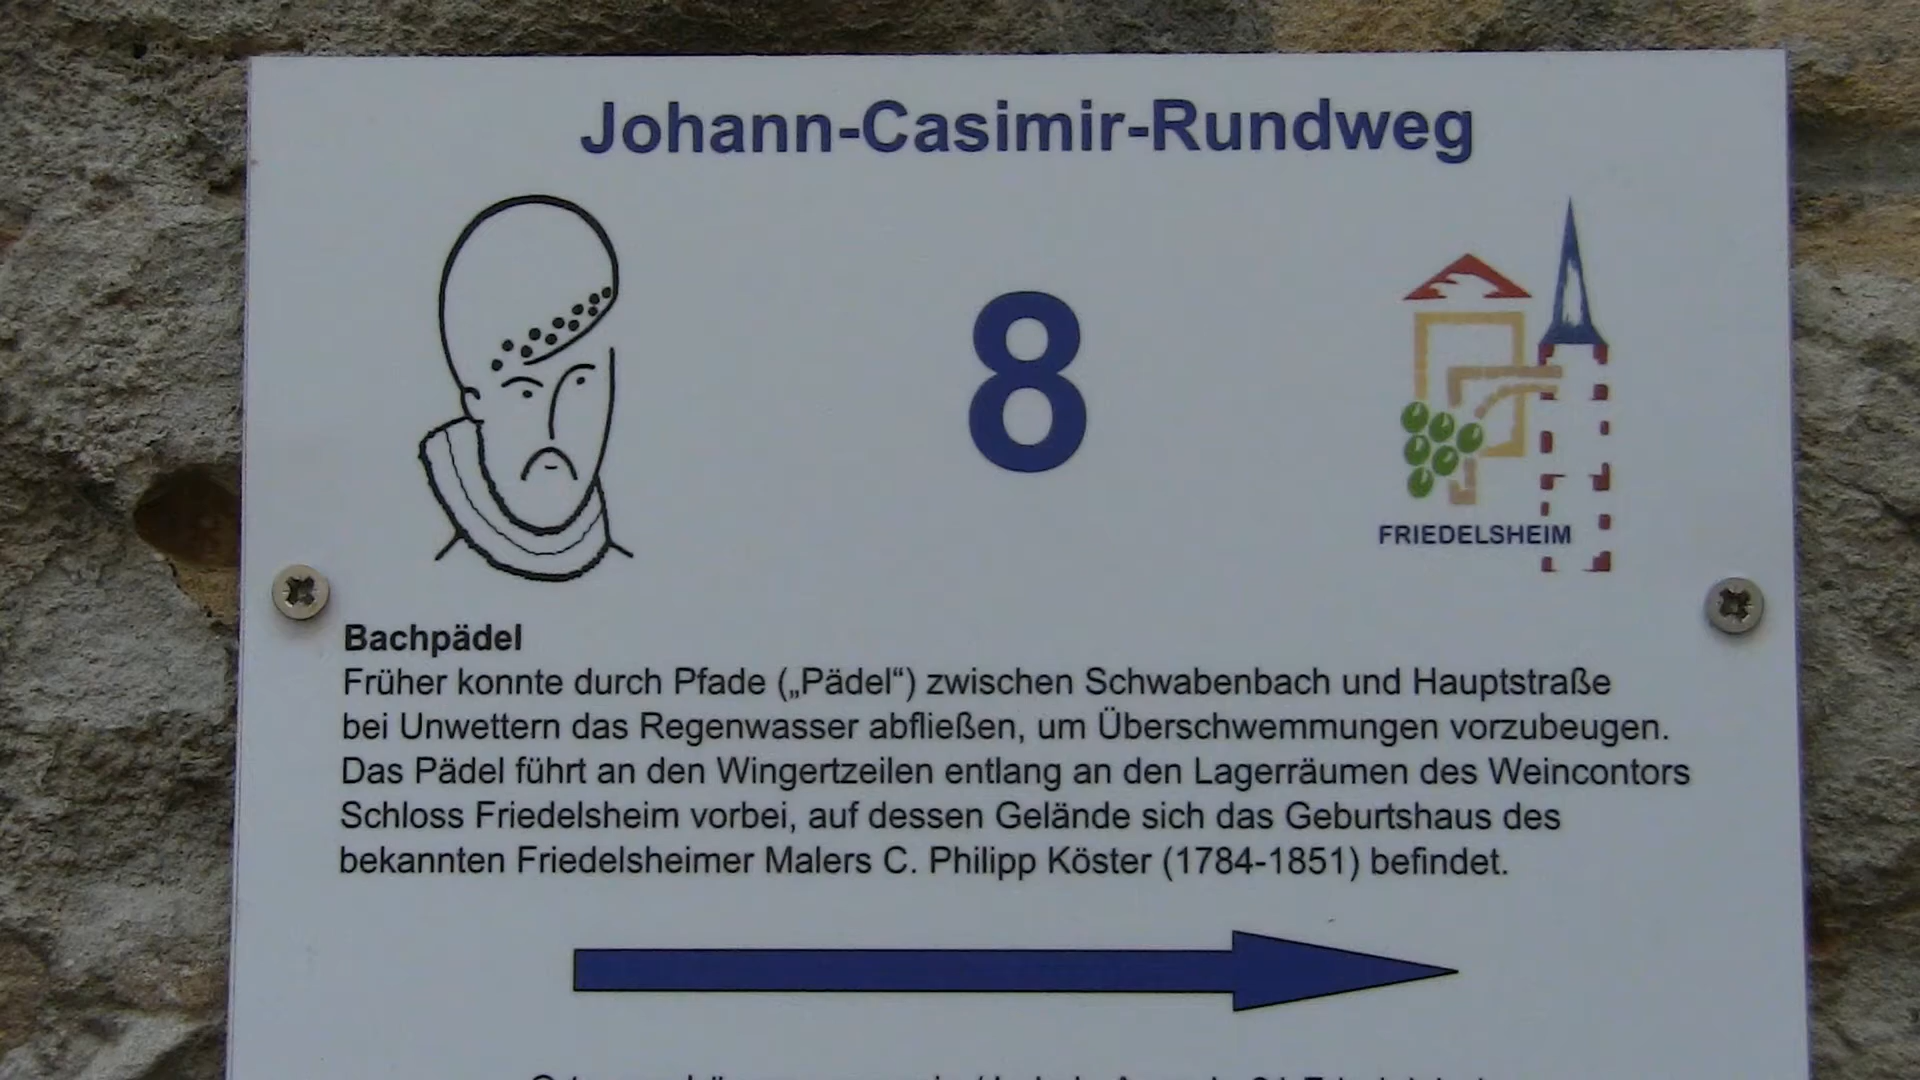 Johann-Casimir-Rundweg
8
FRIEDELSHEIM
Bachpädel
Früher konnte durch Pfade („Pädel“) zwischen Schwabenbach und Hauptstraße
bei Unwettern das Regenwasser abfließen, um Überschwemmungen vorzubeugen.
Das Pädel führt an den Wingertzeilen entlang an den Lagerräumen des Weincontors
Schloss Friedelsheim vorbei, auf dessen Gelände sich das Geburtshaus des
bekannten Friedelsheimer Malers C. Philipp Köster (1784-1851) befindet.